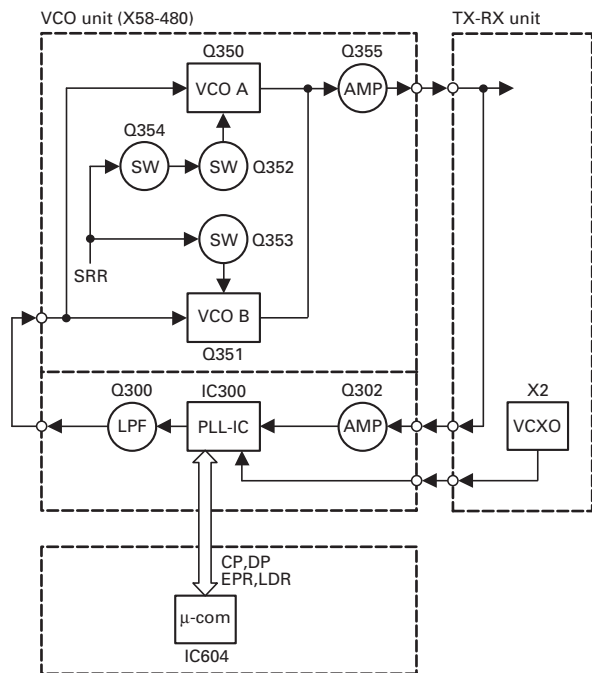 VCO unit (X58-480)
TX-RX unit
Q350
VCO A
Q355
AMP
Q354
SW
SW
Q352
SW
Q353
SRR
VCO B
Q351
Q300
LPF
IC300
PLL-IC
Q302
AMP
X2
VCXO
CP,DP
EPR,LDR
µ-com
IC604